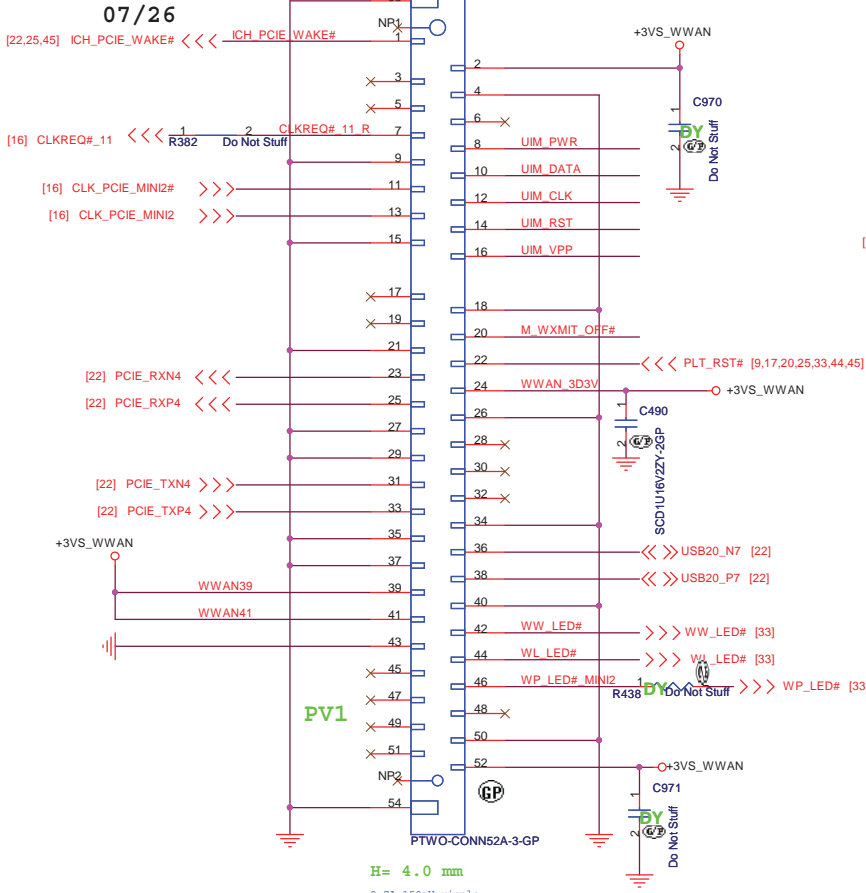 07/26
NP1
[22,25,45] ICH_PCIE_WAKE# ICH_PCIE_WAKE# 1
+3VS_WWAN
2
3
4
C970
1
DY
G/P
2
Do Not Stuff
5
6
[16] CLKREQ#_11 1 R382 2 Do Not Stuff CLKREQ#_11_R 7
8 UIM_PWR
9
10 UIM_DATA
[16] CLK_PCIE_MINI2# 11
12 UIM_CLK
[16] CLK_PCIE_MINI2 13
14 UIM_RST
15
16 UIM_VPP
[
17
18
19
20 M_WXMIT_OFF#
21
22 PLT_RST# [9,17,20,25,33,44,45]
[22] PCIE_RXN4 23
24 WWAN_3D3V +3VS_WWAN
[22] PCIE_RXP4 25
26
1
C490
2
G/P
SCD1U16V2ZY-2GP
27
28
29
30
[22] PCIE_TXN4 31
32
[22] PCIE_TXP4 33
34
35
36 USB20_N7 [22]
+3VS_WWAN
37
38 USB20_P7 [22]
WWAN39 39
40
WWAN41 41
42 WW_LED# WW_LED# [33]
43
44 WL_LED# WL_LED# [33]
45
46 WP_LED#_MINI2 1 R438 DY Do Not Stuff WP_LED# [33
47
48
PV1
49
50
51
52 +3VS_WWAN
NP2
GP
C971
1
DY
G/P
2
Do Not Stuff
54
PTWO-CONN52A-3-GP
H= 4.0 mm